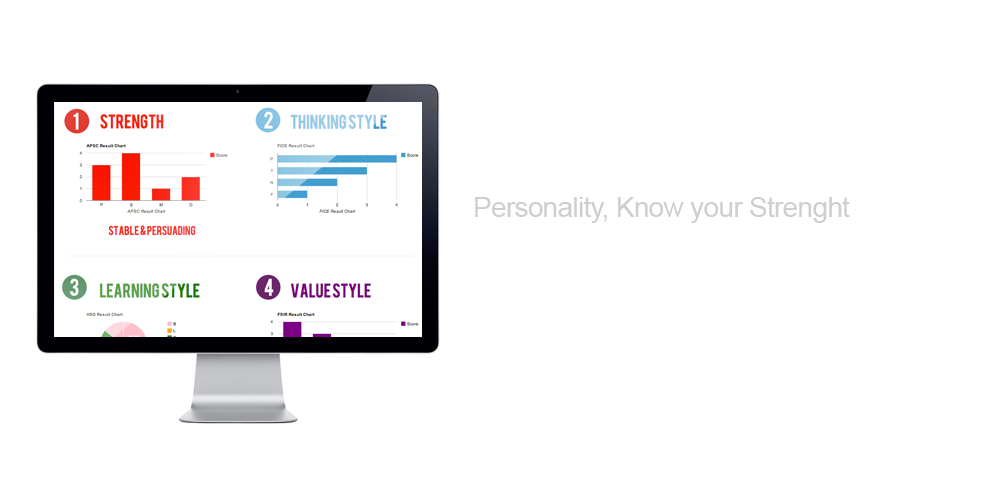 1 STRENGTH
APSC Result Chart
4
3
2
1
0
Score
P S M D
APSC Result Chart
STABLE & PERSUADING
2 THINKING STYLE
FICE Result Chart
P
T
N
F
Score
0 1 2 3 4
FICE Result Chart
3 LEARNING STYLE
HSD Result Chart
4 VALUE STYLE
FSIR Result Chart
4
3
Score
Personality, Know your Strenght